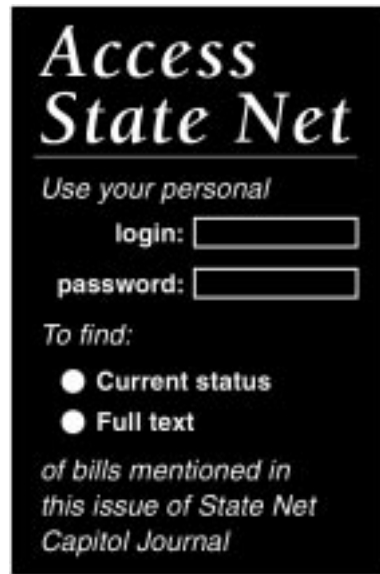 Access
State Net
Use your personal
login:
password:
To find:
Current status
Full text
of bills mentioned in
this issue of State Net
Capitol Journal